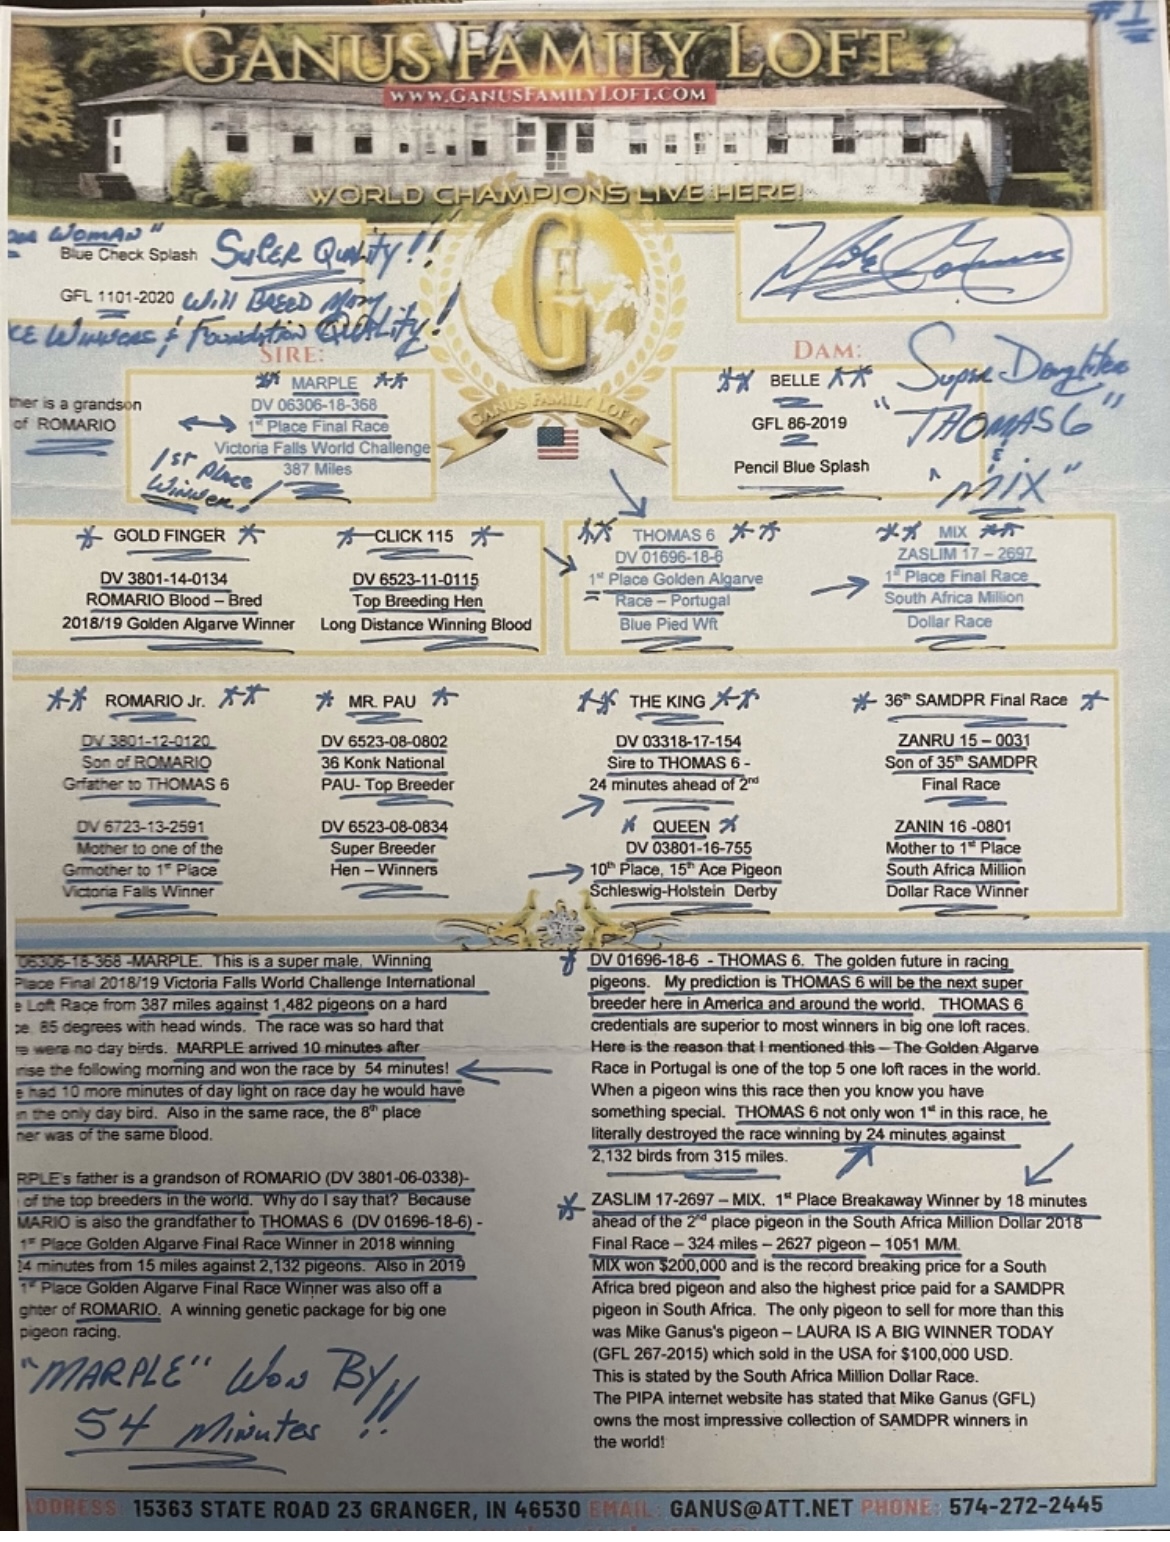 #1
GANUS FAMILY LOFT
WWW.GANUSFAMILYLOFT.COM
WORLD CHAMPIONS LIVE HERE!
G
FL
WOMAN"
Blue Check Splash
SUPER QUALITY!!
GFL 1101-2020
Will BREED Many
WINNERS & Foundation QUALITY!
Mike Ganus
SIRE:
** MARPLE **
DV 06306-18-368
1st Place Final Race
Victoria Falls World Challenge
387 Miles
her is a grandson
of ROMARIO
1st Place
Winner!
GANUS FAMILY LOFT
DAM:
** BELLE **
GFL 86-2019
Pencil Blue Splash
Super Daughter
"THOMAS 6"
&
"MIX"
* GOLD FINGER *
DV 3801-14-0134
ROMARIO Blood – Bred
2018/19 Golden Algarve Winner
* CLICK 115 *
DV 6523-11-0115
Top Breeding Hen
Long Distance Winning Blood
** THOMAS 6 **
DV 01696-18-6
1st Place Golden Algarve
Race – Portugal
Blue Pied Wft
** MIX **
ZASLIM 17 – 2697
1st Place Final Race
South Africa Million
Dollar Race
** ROMARIO Jr. **
DV 3801-12-0120
Son of ROMARIO
Grfather to THOMAS 6
DV 6723-13-2591
Mother to one of the
Grmother to 1st Place
Victoria Falls Winner
* MR. PAU *
DV 6523-08-0802
36 Konk National
PAU- Top Breeder
DV 6523-08-0834
Super Breeder
Hen – Winners
** THE KING **
DV 03318-17-154
Sire to THOMAS 6 -
24 minutes ahead of 2nd
* QUEEN *
DV 03801-16-755
10th Place, 15th Ace Pigeon
Schleswig-Holstein Derby
* 36th SAMDPR Final Race *
ZANRU 15 – 0031
Son of 35th SAMDPR
Final Race
ZANIN 16 -0801
Mother to 1st Place
South Africa Million
Dollar Race Winner
06306-18-368 -MARPLE. This is a super male. Winning
Place Final 2018/19 Victoria Falls World Challenge International
e Loft Race from 387 miles against 1,482 pigeons on a hard
ce. 85 degrees with head winds. The race was so hard that
e were no day birds. MARPLE arrived 10 minutes after
nse the following morning and won the race by 54 minutes!
e had 10 more minutes of day light on race day he would have
n the only day bird. Also in the same race, the 8th place
ner was of the same blood.
RPLE's father is a grandson of ROMARIO (DV 3801-06-0338)-
of the top breeders in the world. Why do I say that? Because
MARIO is also the grandfather to THOMAS 6 (DV 01696-18-6) -
1st Place Golden Algarve Final Race Winner in 2018 winning
24 minutes from 15 miles against 2,132 pigeons. Also in 2019
1st Place Golden Algarve Final Race Winner was also off a
ghter of ROMARIO. A winning genetic package for big one
pigeon racing.
"MARPLE" Won By
54 Minutes!!
* DV 01696-18-6 - THOMAS 6. The golden future in racing
pigeons. My prediction is THOMAS 6 will be the next super
breeder here in America and around the world. THOMAS 6
credentials are superior to most winners in big one loft races.
Here is the reason that I mentioned this – The Golden Algarve
Race in Portugal is one of the top 5 one loft races in the world.
When a pigeon wins this race then you know you have
something special. THOMAS 6 not only won 1st in this race, he
literally destroyed the race winning by 24 minutes against
2,132 birds from 315 miles.
* ZASLIM 17-2697 – MIX. 1st Place Breakaway Winner by 18 minutes
ahead of the 2nd place pigeon in the South Africa Million Dollar 2018
Final Race – 324 miles – 2627 pigeon – 1051 M/M.
MIX won $200,000 and is the record breaking price for a South
Africa bred pigeon and also the highest price paid for a SAMDPR
pigeon in South Africa. The only pigeon to sell for more than this
was Mike Ganus's pigeon – LAURA IS A BIG WINNER TODAY
(GFL 267-2015) which sold in the USA for $100,000 USD.
This is stated by the South Africa Million Dollar Race.
The PIPA internet website has stated that Mike Ganus (GFL)
owns the most impressive collection of SAMDPR winners in
the world!
ADDRESS: 15363 STATE ROAD 23 GRANGER, IN 46530 EMAIL: GANUS@ATT.NET PHONE: 574-272-2445